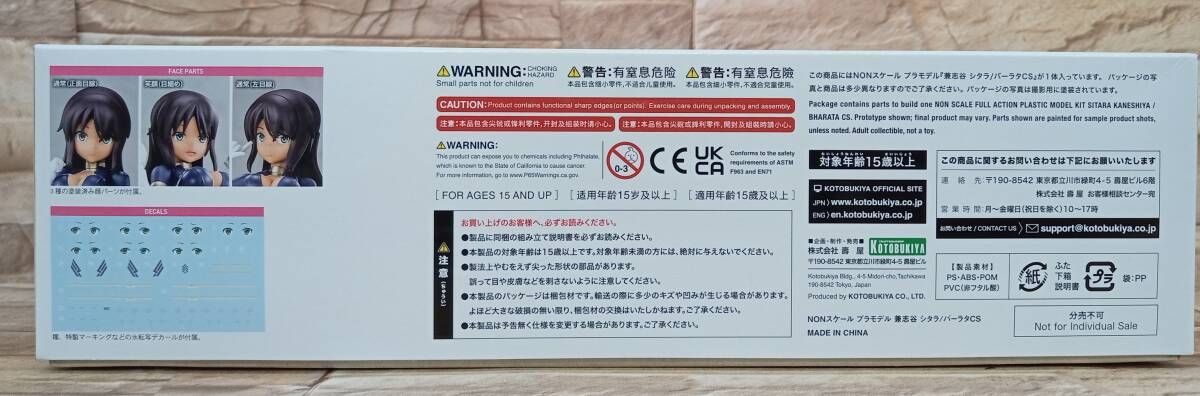 FACE PARTS
通常(正面目線)
笑顔(目細め)
通常(左目線)
3種の塗装済み顔パーツが付属。
DECALS
種、特製マーキングなどの水転写デカールが付属。
WARNING: CHOKING HAZARD
Small parts not for children
警告:有窒息危险
本品包含细小零件,不适合儿童使用。
警告:有窒息危險
本品包含細小零件,不適合兒童使用。
CAUTION: Product contains functional sharp edges(or points). Exercise care during unpacking and assembly.
注意:本品包含尖锐或锋利零件,开封及组装时请小心。
注意:本品包含尖銳或鋒利零件,開封及組裝時請小心。
WARNING:
This product can expose you to chemicals including Phthalate,
which is known to the State of California to cause cancer.
For more information, go to www.P65Warnings.ca.gov.
0-3
CE
UK
CA
Conforms to the safety
requirements of ASTM
F963 and EN71
[FOR AGES 15 AND UP] [适用年龄15岁及以上] [適用年齡15歲及以上]
注意
お買い上げのお客様へ、必ずお読みください。
●製品に同梱の組み立て説明書を必ずお読みください。
●本製品の対象年齢は15歳以上です。対象年齢未満の方には、絶対に与えないでください。
●製法上やむをえず尖った形状の部品があります。
誤って目や皮膚などを刺さないように注意してください。
●本製品のパッケージは梱包材です。輸送の際に多少のキズや凹みが生じる場合があります。
よほど大きな破損の無い限り、梱包材の交換はいたしかねます。ご了承ください。
●本製品は予告無く仕様を変更する場合があります。ご了承ください。
この商品にはNONスケール プラモデル『兼志谷 シタラ/バーラタCS』が1体入っています。 パッケージの写
真と商品は多少異なりますのでご了承ください。パッケージの写真は撮影用に塗装されています。
Package contains parts to build one NON SCALE FULL ACTION PLASTIC MODEL KIT SITARA KANESHIYA /
BHARATA CS. Prototype shown; final product may vary. Parts shown are painted for sample product shots,
unless noted. Adult collectible, not a toy.
対象年齢15歳以上
KOTOBUKIYA OFFICIAL SITE
JPN www.kotobukiya.co.jp
ENG en.kotobukiya.co.jp
■企画・制作・発売■
株式会社 壽 屋
KOTOBUKIYA
〒190-8542 東京都立川市緑町4-5 壽屋ビル
Kotobukiya Bldg., 4-5 Midori-cho,Tachikawa
190-8542 Tokyo, Japan
Produced by KOTOBUKIYA CO., LTD.
NONスケール プラモデル 兼志谷 シタラ/バーラタCS
MADE IN CHINA
商品に関するお問い合わせは下記にお願いいたします
連 絡 先:〒190-8542 東京都立川市緑町4-5 壽屋ビル6階
株式会社 壽 屋 お客様相談センター宛
営 業 時 間:月~金曜日(祝日を除く)10~17時
お問い合わせ / CONTACT US
support@kotobukiya.co.jp
【製品素材】
PS・ABS・POM
PVC(非フタル酸)
紙
ふた
下箱
説明書
プラ
袋:PP
分売不可
Not for Individual Sale